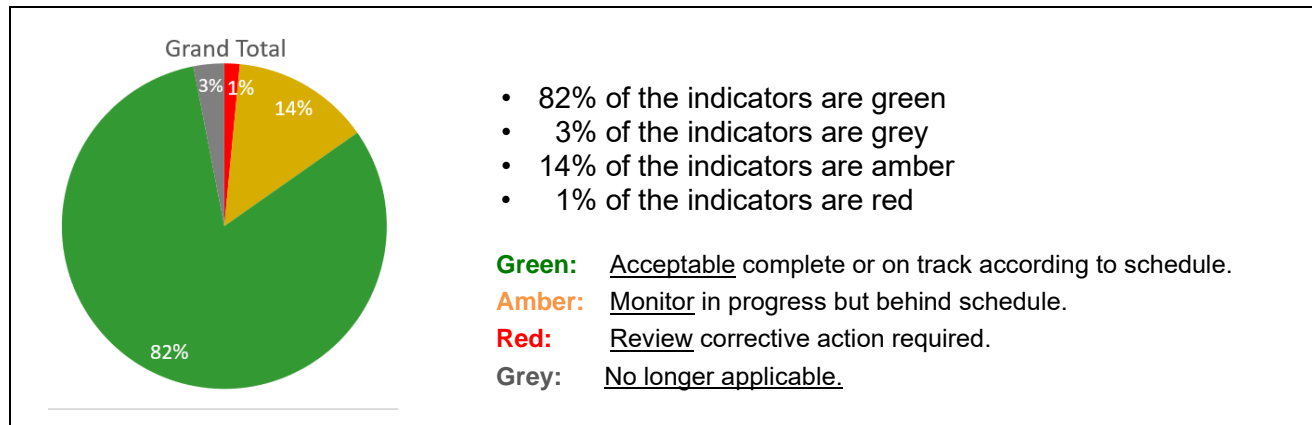 Grand Total
3%
1%
14%
82%
• 82% of the indicators are green
• 3% of the indicators are grey
• 14% of the indicators are amber
• 1% of the indicators are red
Green: Acceptable complete or on track according to schedule.
Amber: Monitor in progress but behind schedule.
Red: Review corrective action required.
Grey: No longer applicable.